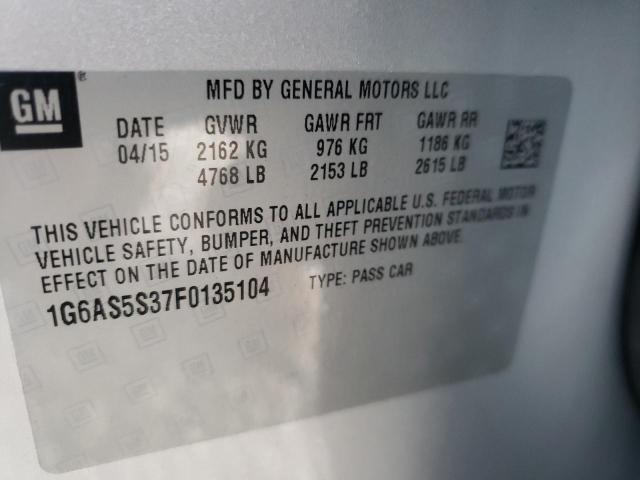 GM ®
MFD BY GENERAL MOTORS LLC
DATE GVWR GAWR FRT GAWR RR
04/15 2162 KG 976 KG 1186 KG
4768 LB 2153 LB 2615 LB
THIS VEHICLE CONFORMS TO ALL APPLICABLE U.S. FEDERAL MOTOR
VEHICLE SAFETY, BUMPER, AND THEFT PREVENTION STANDARDS IN
EFFECT ON THE DATE OF MANUFACTURE SHOWN ABOVE.
1G6AS5S37F0135104 TYPE: PASS CAR